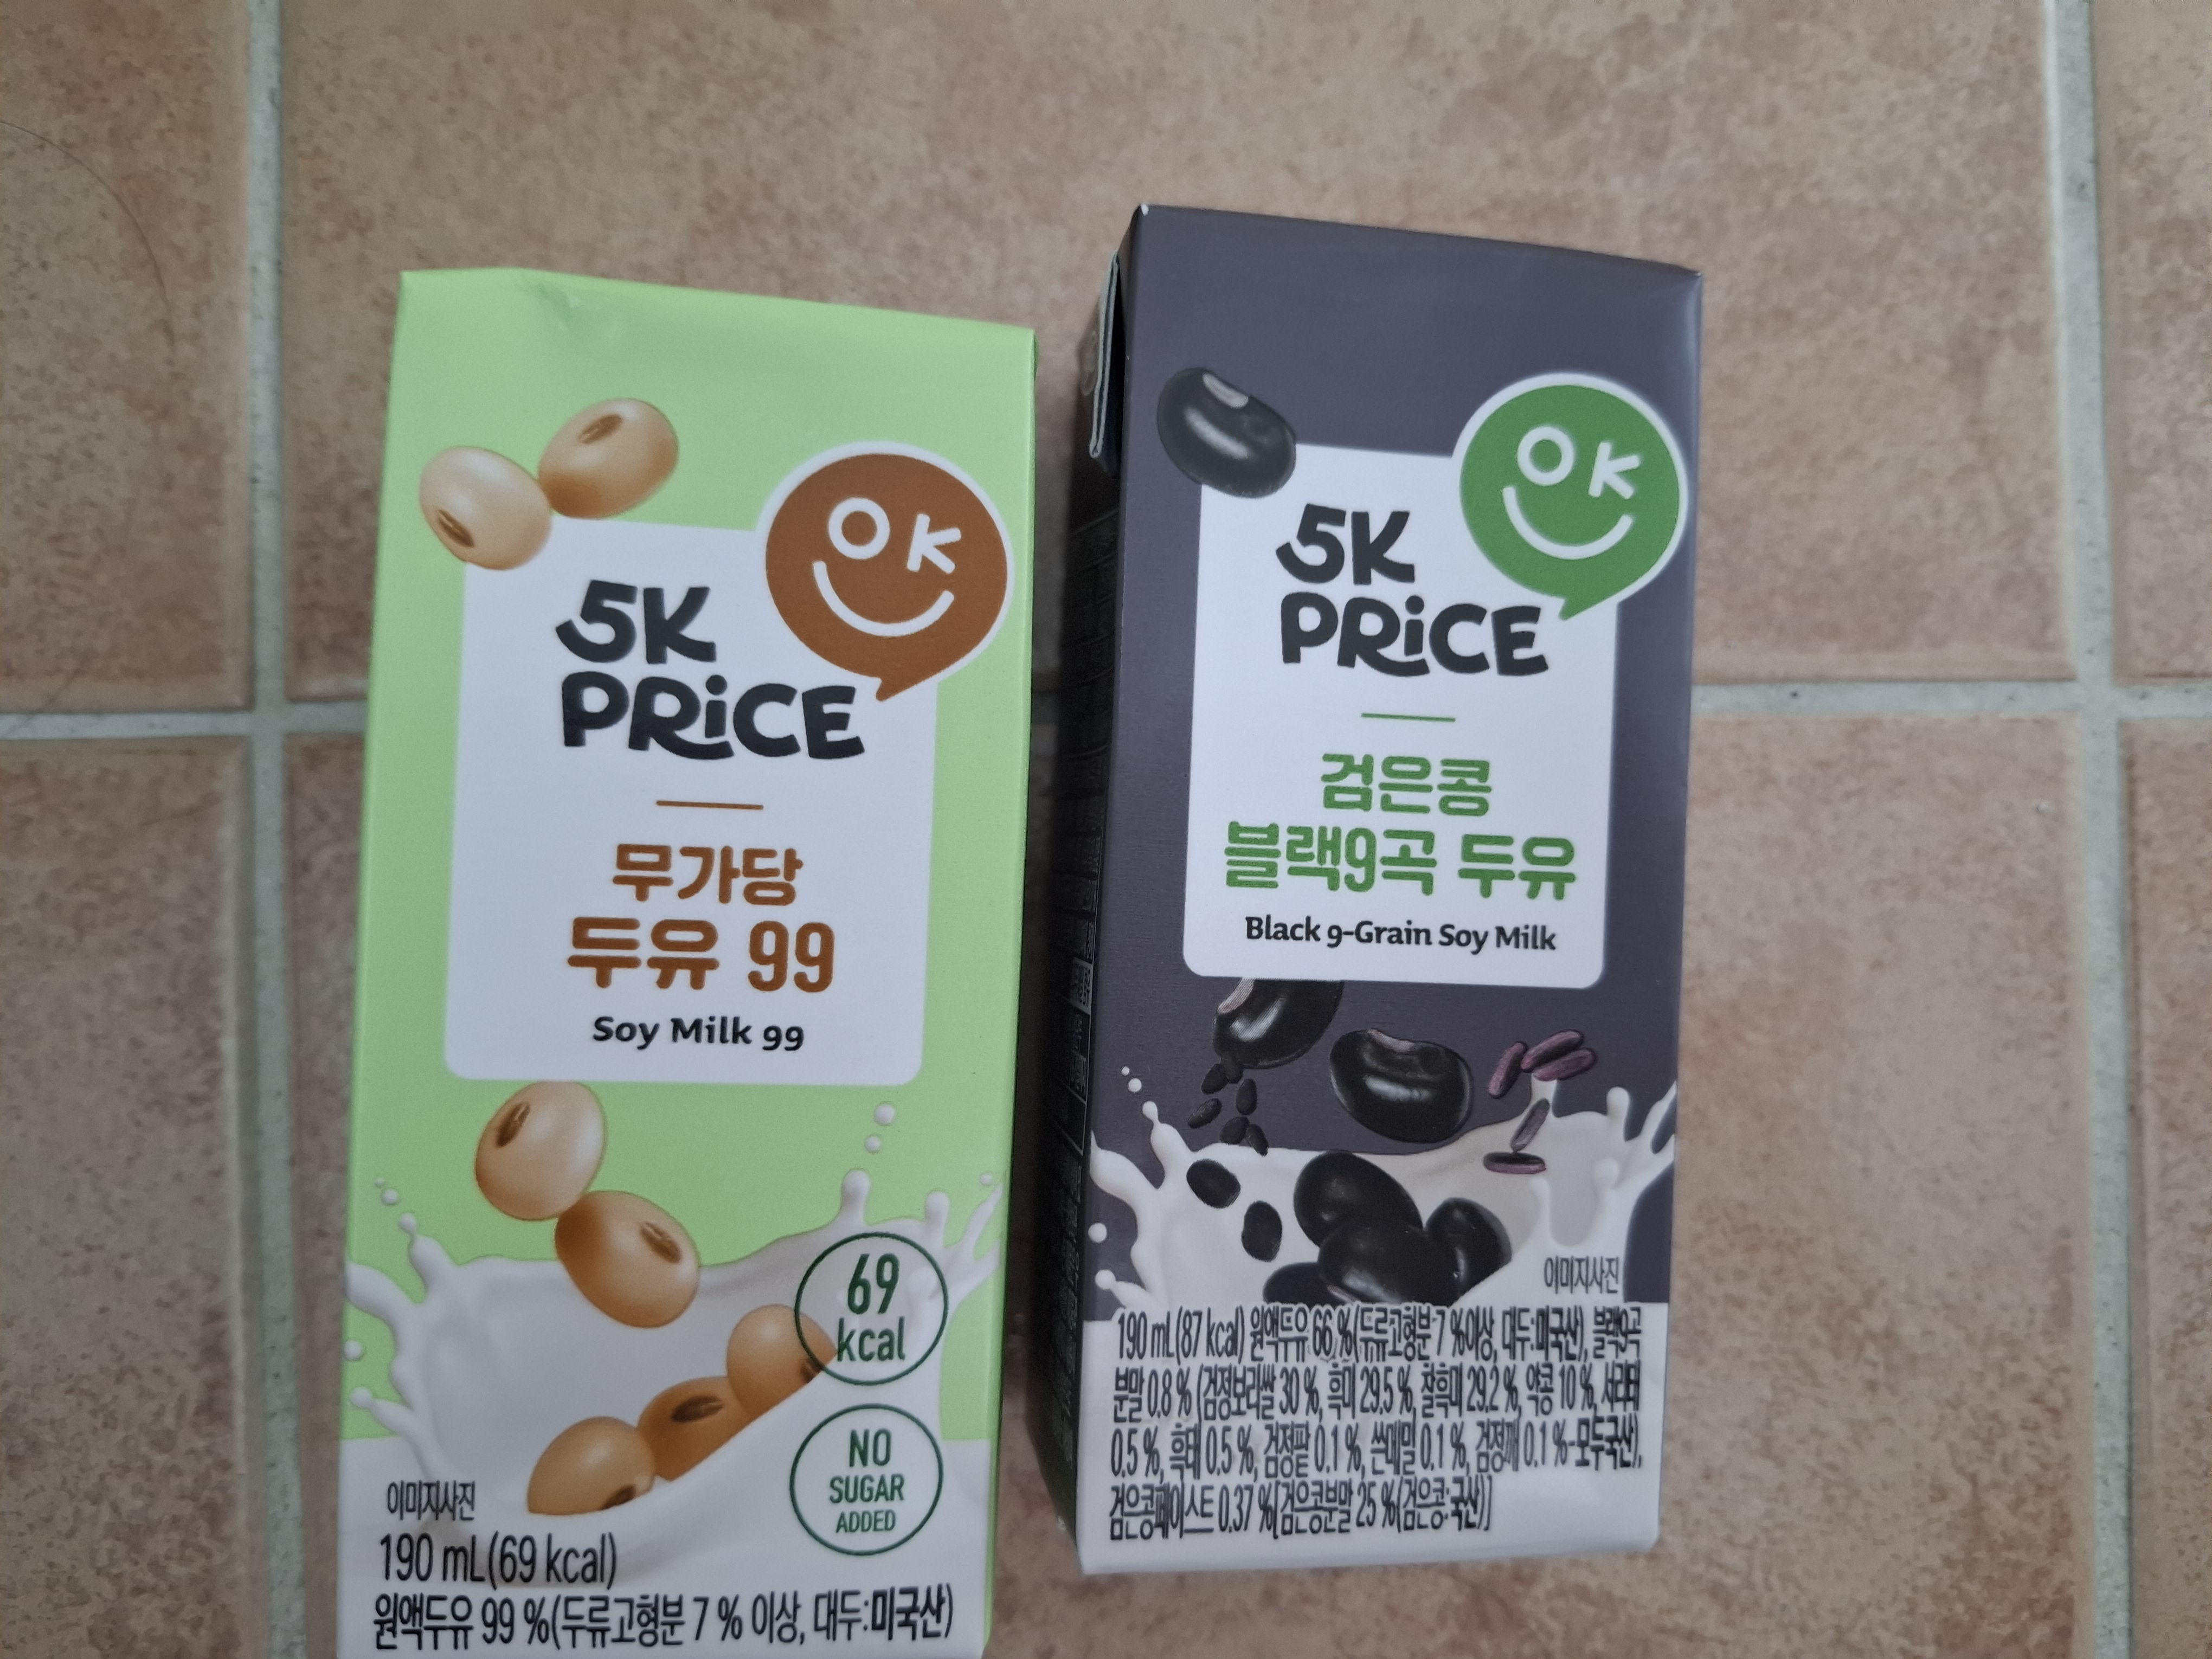 OK
5K
PRiCE
무가당
두유 99
Soy Milk 99
69
kcal
NO
SUGAR
ADDED
이미지사진
190 mL(69 kcal)
원액두유 99 %(두류고형분 7 % 이상, 대두:미국산)
OK
5K
PRiCE
검은콩
블랙9곡 두유
Black 9-Grain Soy Milk
이미지사진
190 mL(87 kcal) 원액두유 66 %(두류고형분 7 %이상, 대두:미국산), 블랙9곡
분말 0.8 % (검정보리쌀 30 %, 흑미 29.5 %, 찰흑미 29.2 %, 약콩 10 %, 서리태
0.5 %, 흑태 0.5 %, 검정팥 0.1 %, 쓴메밀 0.1 %, 검정깨 0.1 %-모두국산),
검은콩페이스트 0.37 %[검은콩분말 25 %(검은콩:국산)]